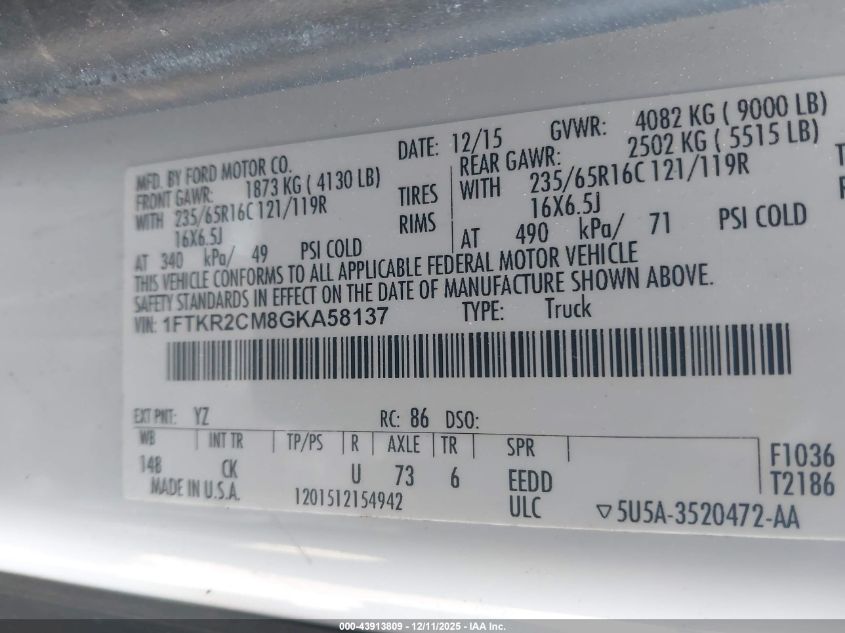 MFD. BY FORD MOTOR CO. DATE: 12/15 GVWR: 4082 KG ( 9000 LB)
FRONT GAWR: 1873 KG ( 4130 LB) REAR GAWR: 2502 KG ( 5515 LB)
WITH 235/65R16C 121/119R TIRES WITH 235/65R16C 121/119R
16X6.5J RIMS 16X6.5J
AT 340 kPa/ 49 PSI COLD AT 490 kPa/ 71 PSI COLD
THIS VEHICLE CONFORMS TO ALL APPLICABLE FEDERAL MOTOR VEHICLE
SAFETY STANDARDS IN EFFECT ON THE DATE OF MANUFACTURE SHOWN ABOVE.
VIN: 1FTKR2CM8GKA58137 TYPE: Truck
EXT PNT: YZ RC: 86 DSO:
WB INT TR TP/PS R AXLE TR SPR
148 CK U 73 6 EEDD
F1036
T2186
MADE IN U.S.A. 1201512154942 ULC
▽5U5A-3520472-AA
000-43913809 - 12/11/2025 - IAA Inc.